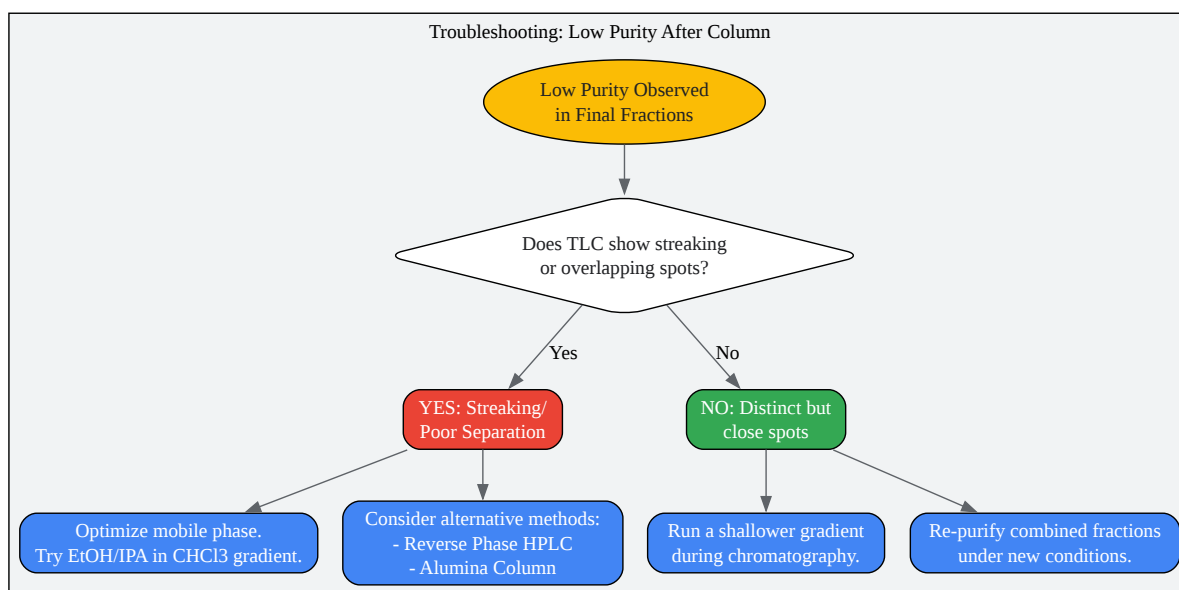 Troubleshooting: Low Purity After Column
Low Purity Observed
in Final Fractions
Does TLC show streaking
or overlapping spots?
Yes
No
YES: Streaking/
Poor Separation
NO: Distinct but
close spots
Optimize mobile phase.
Try EtOH/IPA in CHCl3 gradient.
Consider alternative methods:
- Reverse Phase HPLC
- Alumina Column
Run a shallower gradient
during chromatography.
Re-purify combined fractions
under new conditions.